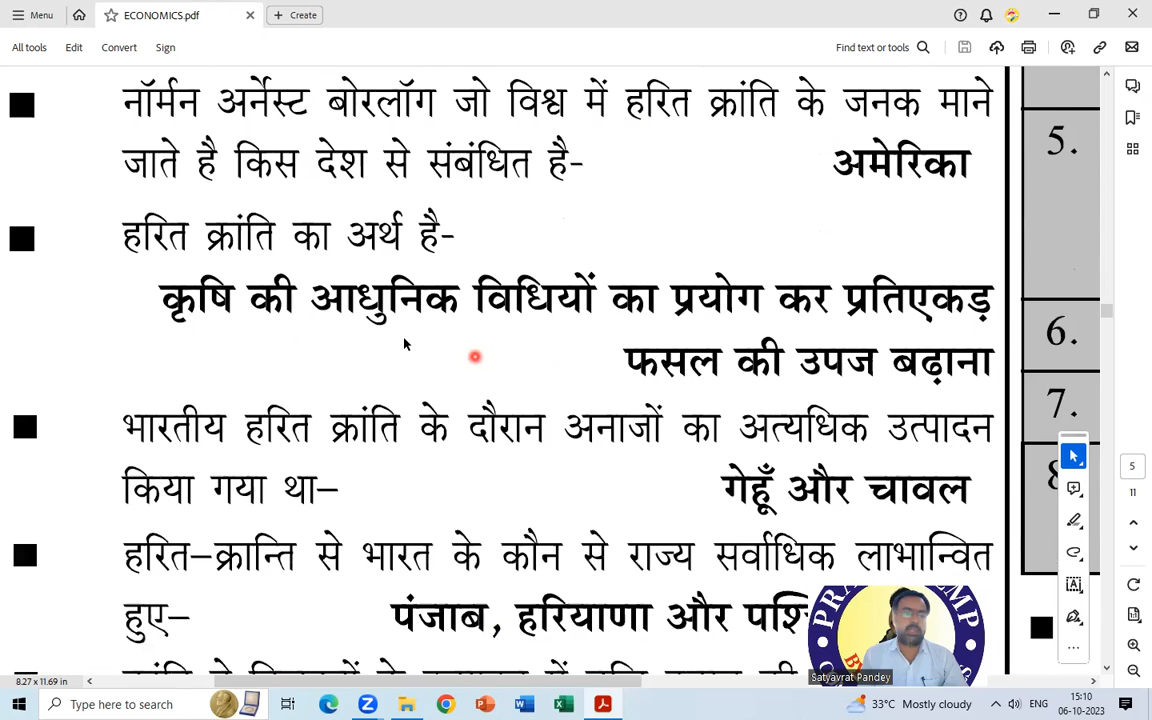 Menu
ECONOMICS.pdf
Create
All tools Edit Convert Sign
Find text or tools
नॉर्मन अर्नेस्ट बोरलॉग जो विश्व में हरित क्रांति के जनक माने
जाते है किस देश से संबंधित है- अमेरिका
हरित क्रांति का अर्थ है-
कृषि की आधुनिक विधियों का प्रयोग कर प्रतिएकड़
फसल की उपज बढ़ाना
भारतीय हरित क्रांति के दौरान अनाजों का अत्यधिक उत्पादन
किया गया था– गेहूँ और चावल
हरित–क्रान्ति से भारत के कौन से राज्य सर्वाधिक लाभान्वित
हुए– पंजाब, हरियाणा और
5.
6.
7.
8
5
11
Satyavrat Pandey
8.27 x 11.69 in
Type here to search
33°C Mostly cloudy
ENG
15:10
06-10-2023